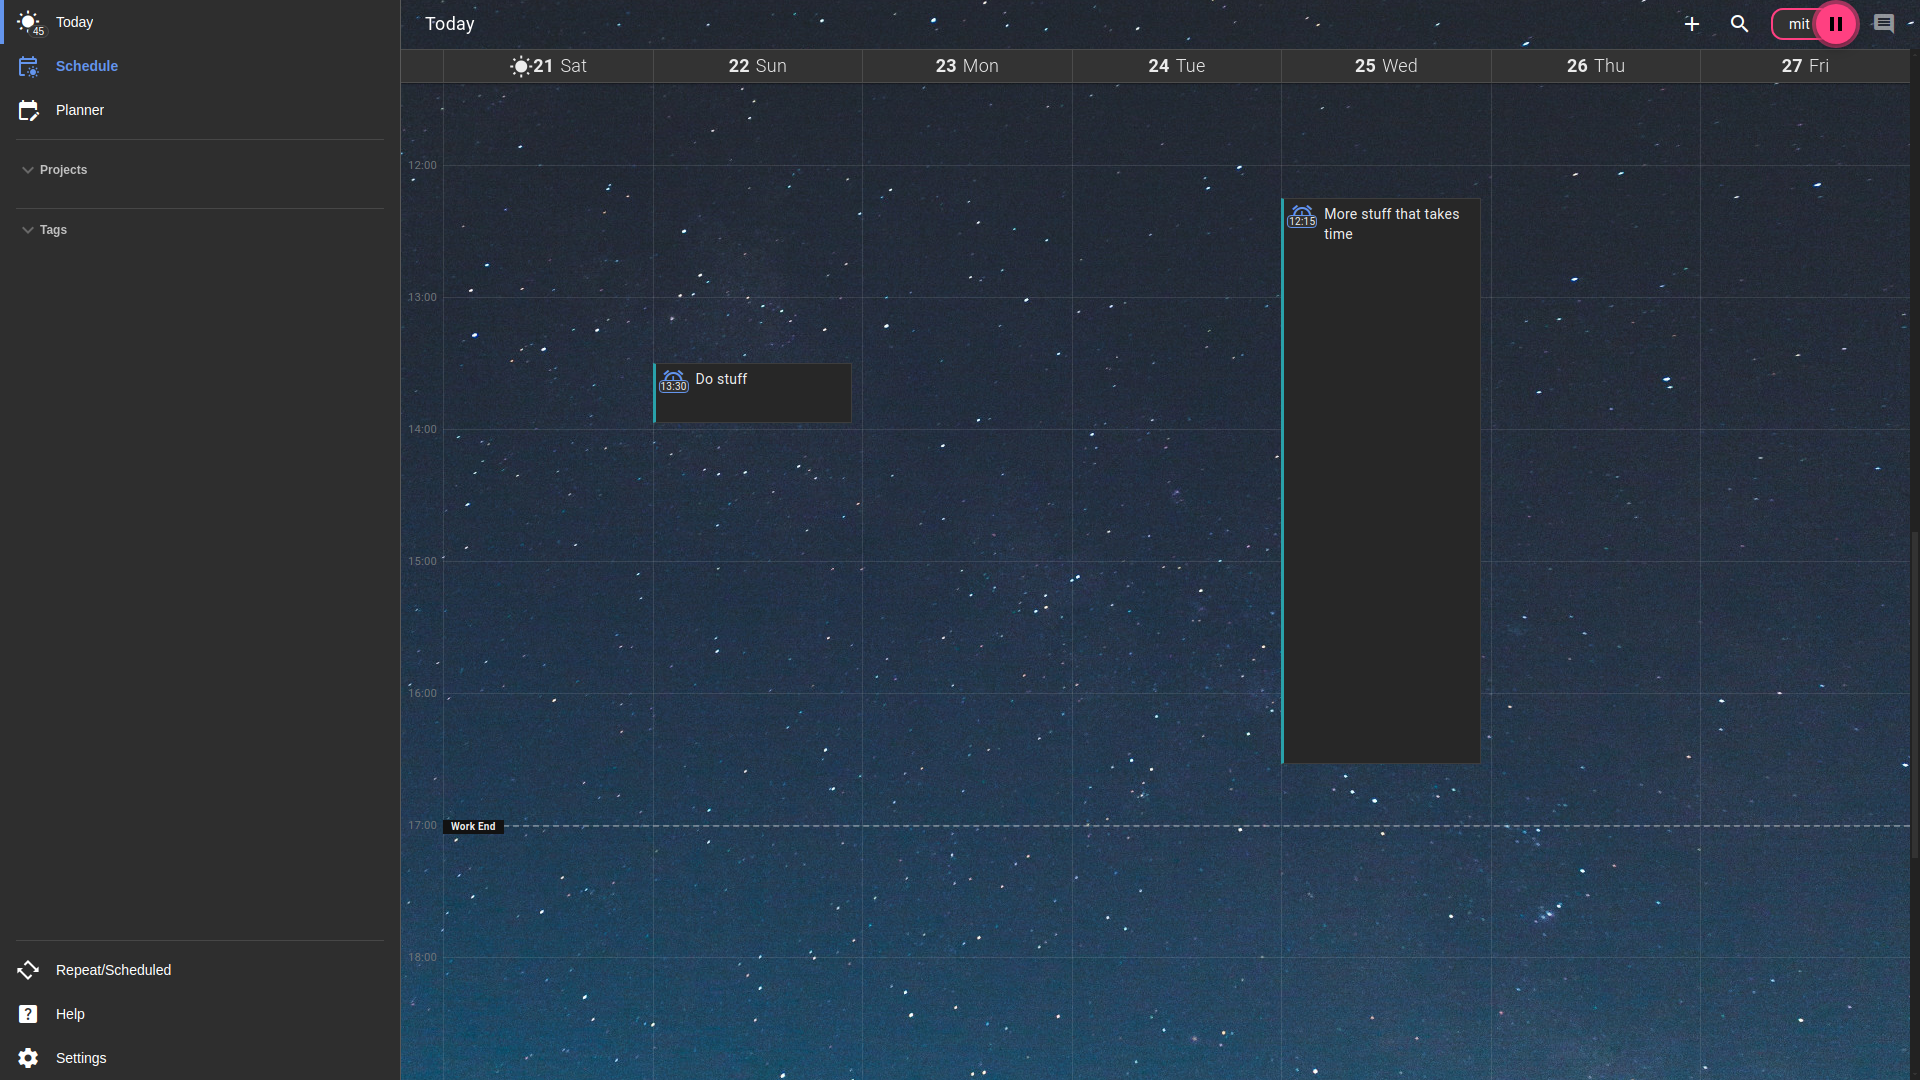 45
Today
Schedule
Planner
Projects
Tags
Repeat/Scheduled
Help
Settings
Today
mit
21 Sat
22 Sun
23 Mon
24 Tue
25 Wed
26 Thu
27 Fri
12:00
12:15
More stuff that takes
time
13:00
13:30
Do stuff
14:00
15:00
16:00
17:00
Work End
18:00